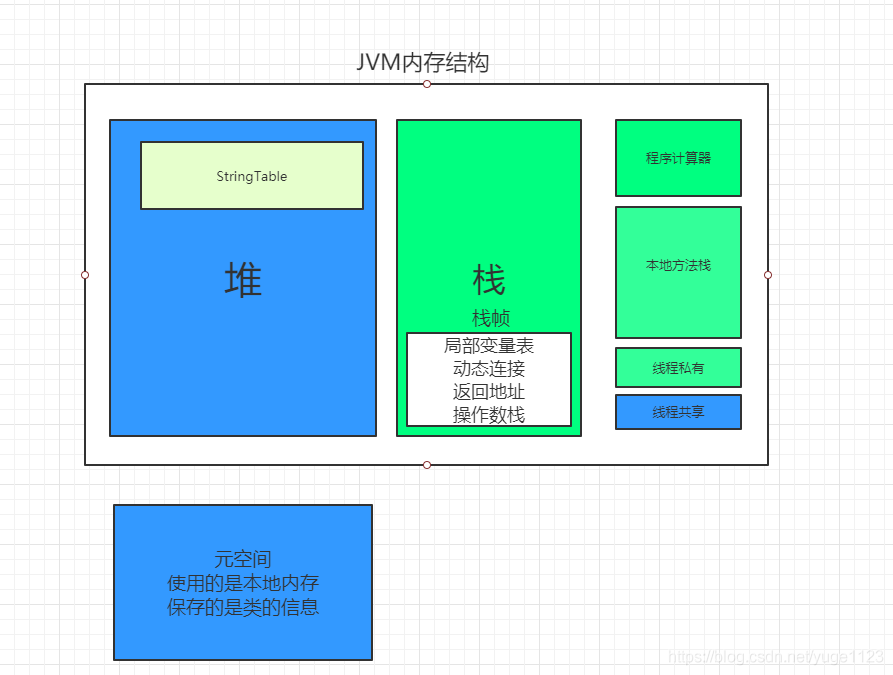 JVM内存结构
StringTable
堆
栈
栈帧
局部变量表
动态连接
返回地址
操作数栈
程序计算器
本地方法栈
线程私有
线程共享
元空间
使用的是本地内存
保存的是类的信息
https://blog.csdn.net/yuga1123